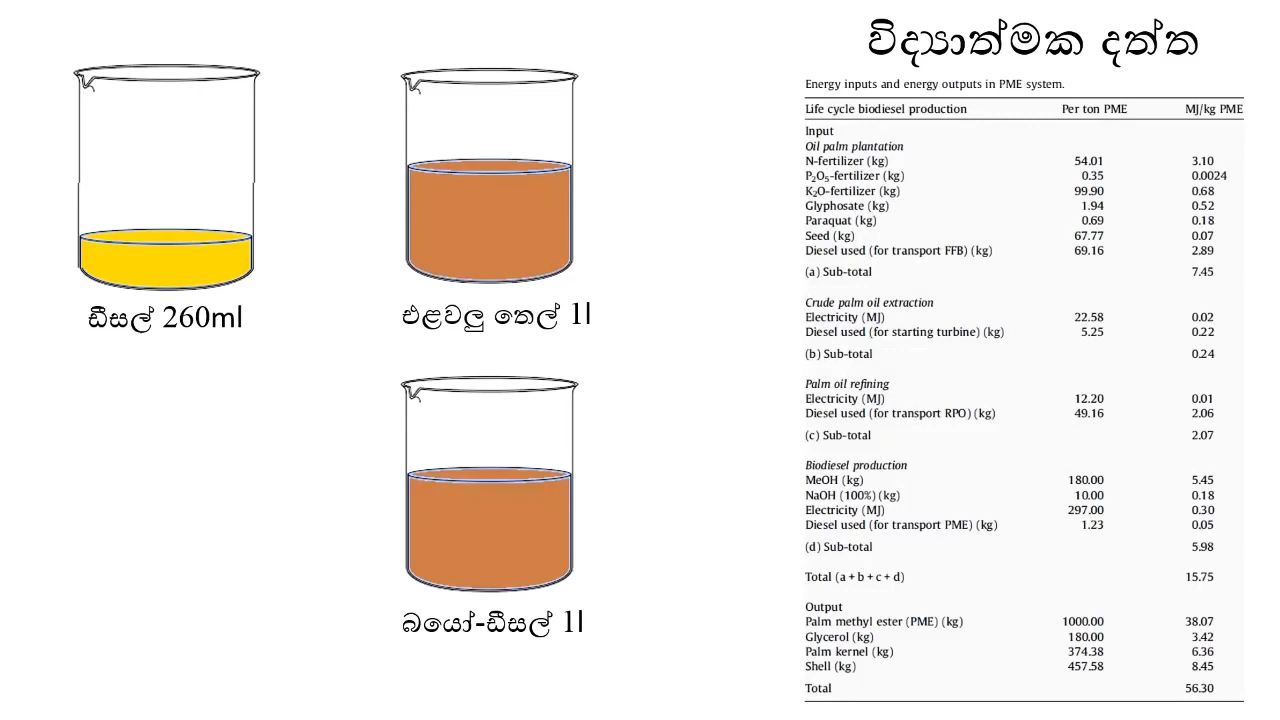 ඩීසල් 260ml
එළවලු තෙල් 1l
බයෝ-ඩීසල් 1l
විද්‍යාත්මක දත්ත
Energy inputs and energy outputs in PME system.
Life cycle biodiesel production Per ton PME MJ/kg PME
Input
Oil palm plantation
N-fertilizer (kg) 54.01 3.10
P₂O₅-fertilizer (kg) 0.35 0.0024
K₂O-fertilizer (kg) 99.90 0.68
Glyphosate (kg) 1.94 0.52
Paraquat (kg) 0.69 0.18
Seed (kg) 67.77 0.07
Diesel used (for transport FFB) (kg) 69.16 2.89
(a) Sub-total 7.45
Crude palm oil extraction
Electricity (MJ) 22.58 0.02
Diesel used (for starting turbine) (kg) 5.25 0.22
(b) Sub-total 0.24
Palm oil refining
Electricity (MJ) 12.20 0.01
Diesel used (for transport RPO) (kg) 49.16 2.06
(c) Sub-total 2.07
Biodiesel production
MeOH (kg) 180.00 5.45
NaOH (100%) (kg) 10.00 0.18
Electricity (MJ) 297.00 0.30
Diesel used (for transport PME) (kg) 1.23 0.05
(d) Sub-total 5.98
Total (a + b + c + d) 15.75
Output
Palm methyl ester (PME) (kg) 1000.00 38.07
Glycerol (kg) 180.00 3.42
Palm kernel (kg) 374.38 6.36
Shell (kg) 457.58 8.45
Total 56.30